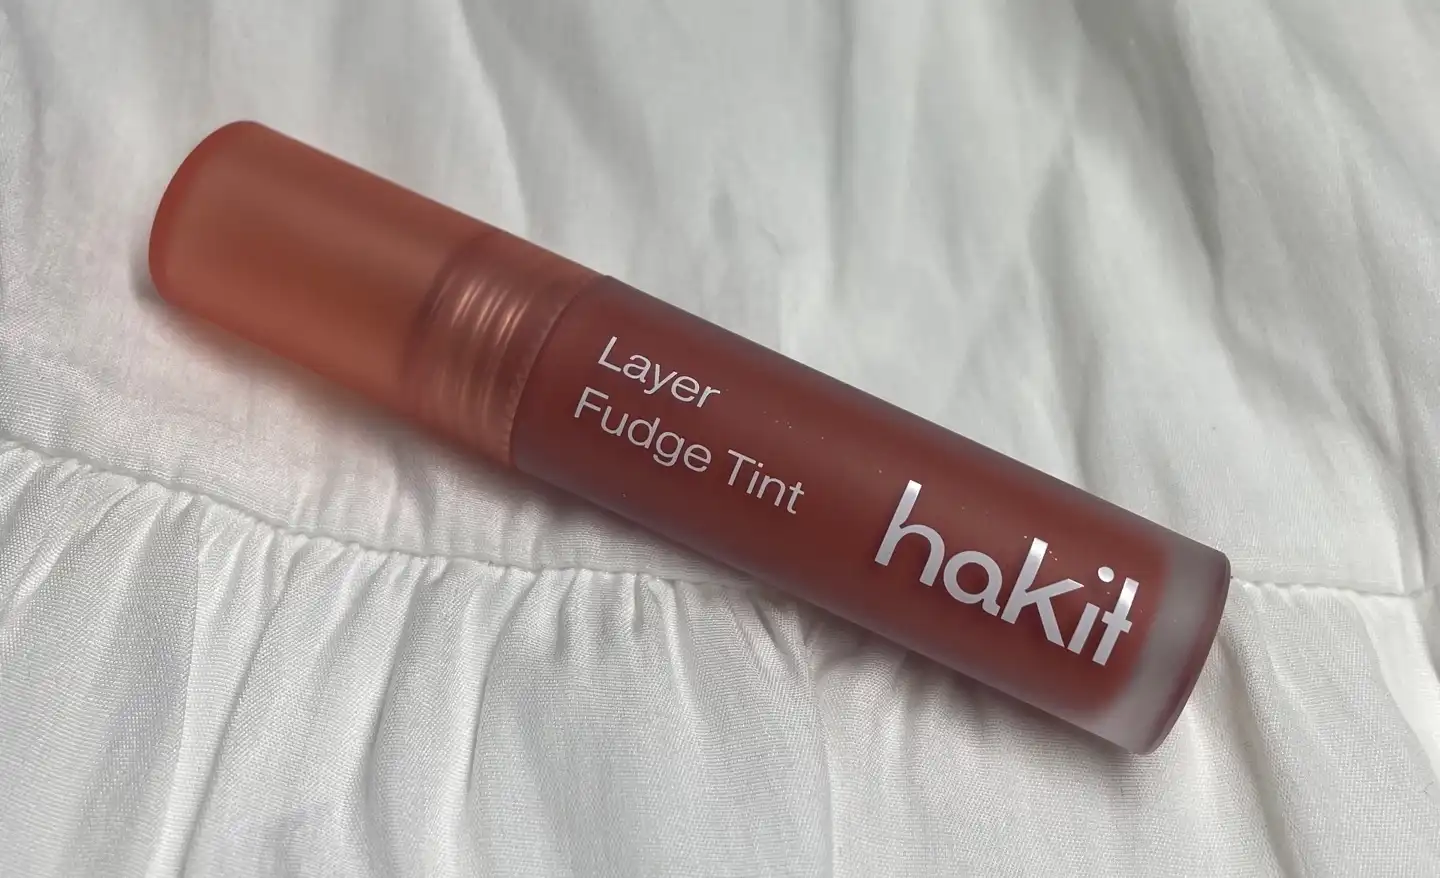 Layer
Fudge Tint
hakit